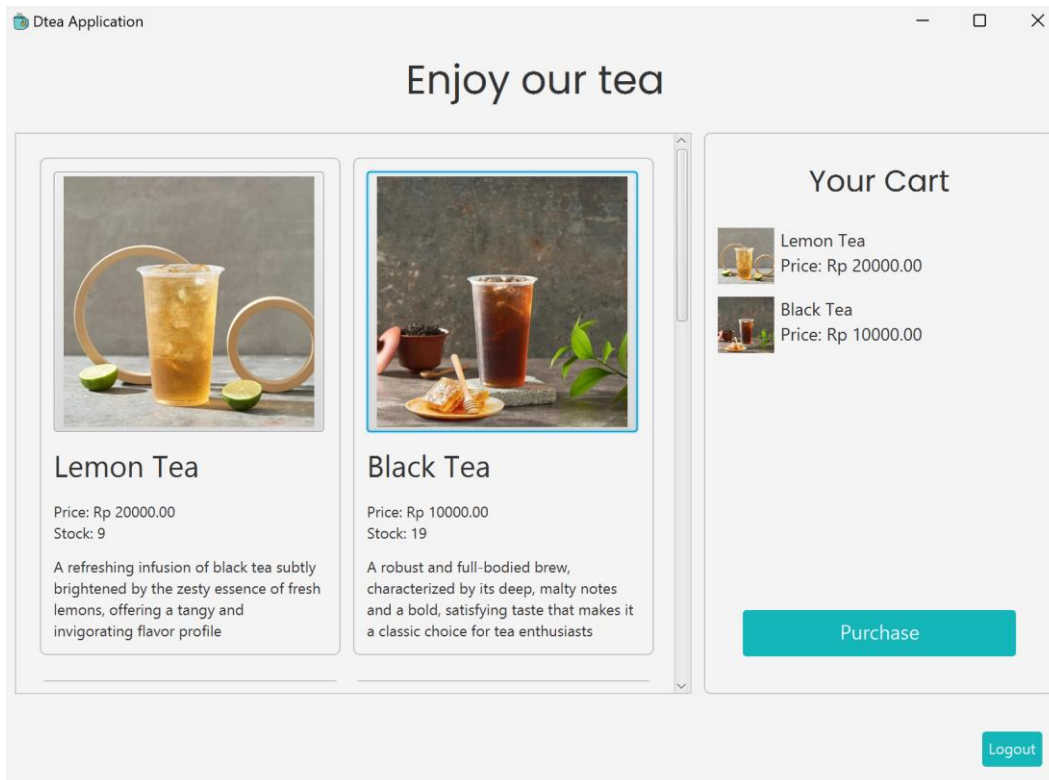 Dtea Application
Enjoy our tea
Lemon Tea
Price: Rp 20000.00
Stock: 9
A refreshing infusion of black tea subtly
brightened by the zesty essence of fresh
lemons, offering a tangy and
invigorating flavor profile
Black Tea
Price: Rp 10000.00
Stock: 19
A robust and full-bodied brew,
characterized by its deep, malty notes
and a bold, satisfying taste that makes it
a classic choice for tea enthusiasts
Your Cart
Lemon Tea
Price: Rp 20000.00
Black Tea
Price: Rp 10000.00
Purchase
Logout